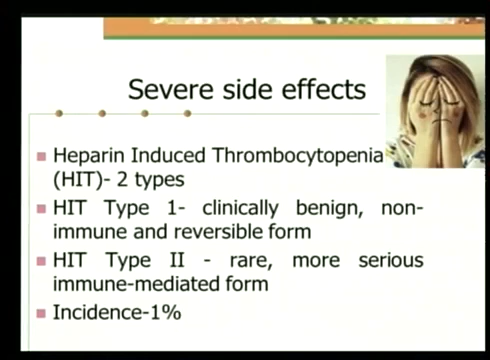 Severe side effects
Heparin Induced Thrombocytopenia
(HIT)- 2 types
HIT Type 1- clinically benign, non-
immune and reversible form
HIT Type II - rare, more serious
immune-mediated form
Incidence-1%